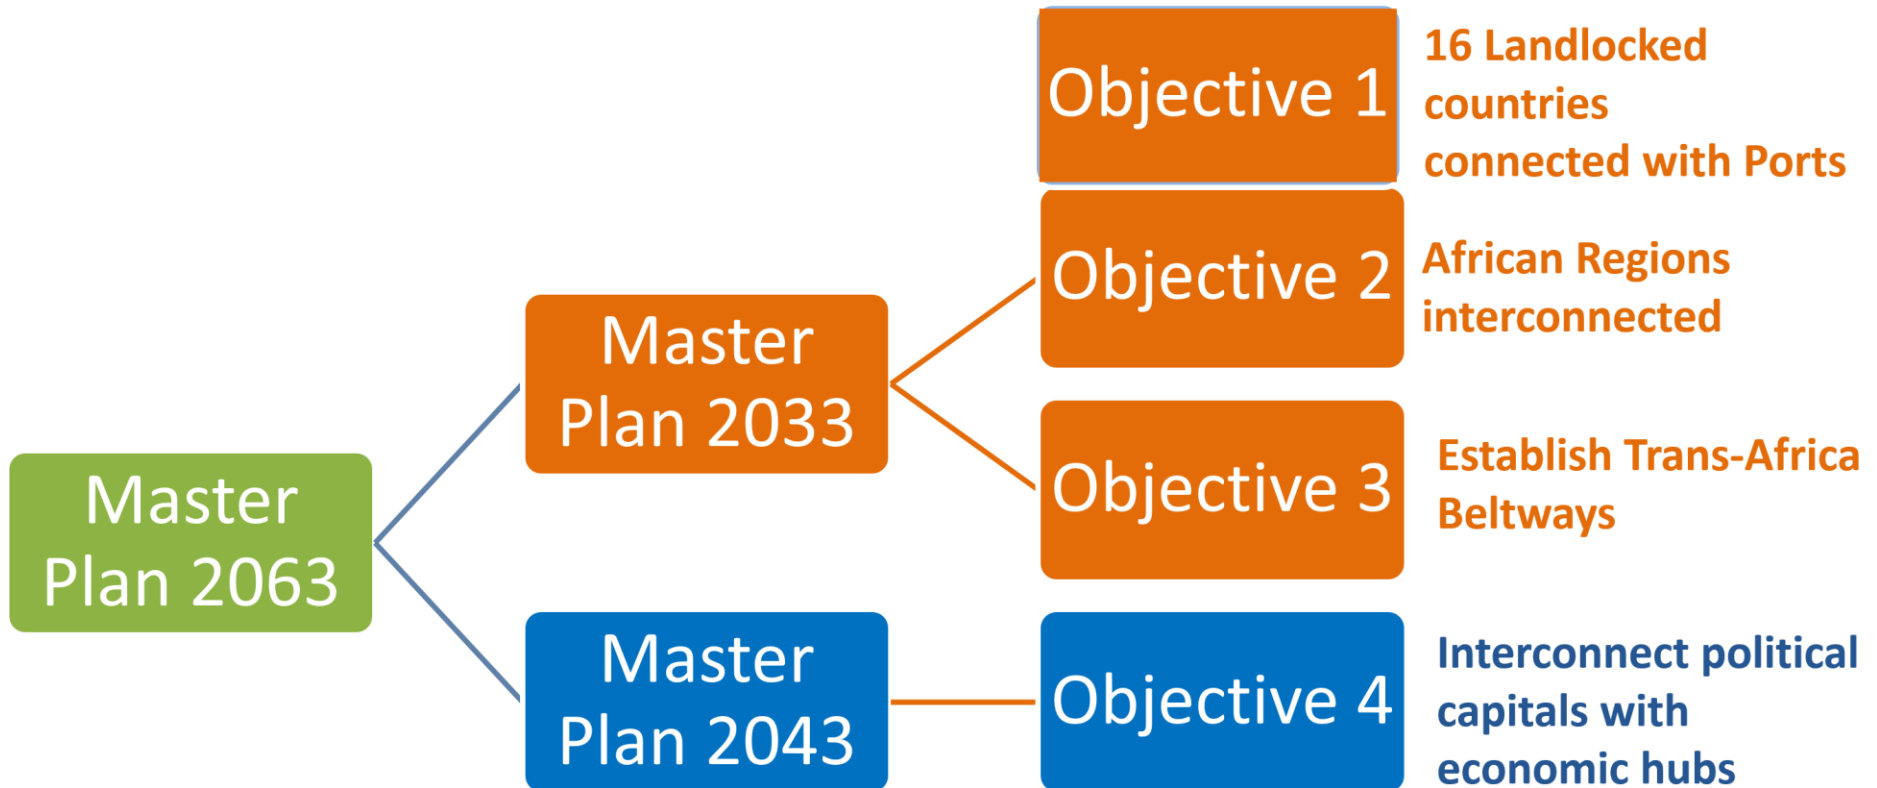 Master
Plan 2063
Master
Plan 2033
Objective 1
16 Landlocked
countries
connected with Ports
Objective 2
African Regions
interconnected
Objective 3
Establish Trans-Africa
Beltways
Master
Plan 2043
Objective 4
Interconnect political
capitals with
economic hubs